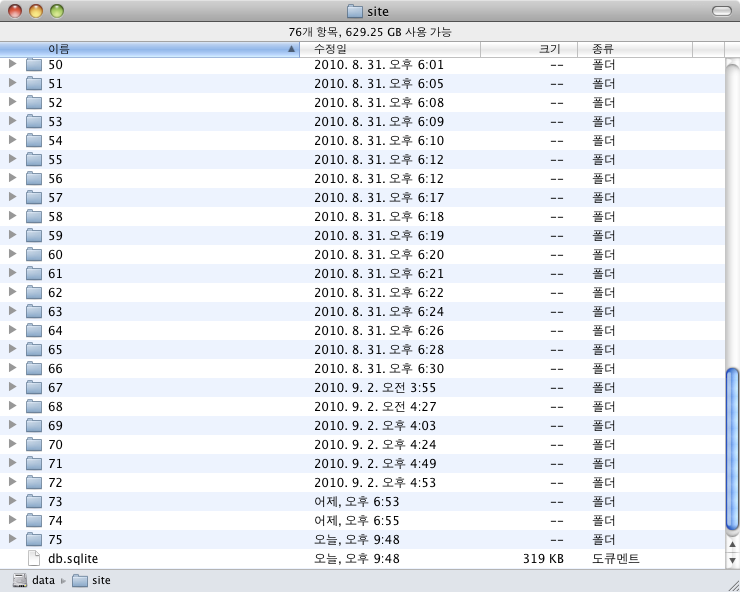 site
76개 항목, 629.25 GB 사용 가능
이름 수정일 크기 종류
50 2010. 8. 31. 오후 6:01 -- 폴더
51 2010. 8. 31. 오후 6:05 -- 폴더
52 2010. 8. 31. 오후 6:08 -- 폴더
53 2010. 8. 31. 오후 6:09 -- 폴더
54 2010. 8. 31. 오후 6:10 -- 폴더
55 2010. 8. 31. 오후 6:12 -- 폴더
56 2010. 8. 31. 오후 6:12 -- 폴더
57 2010. 8. 31. 오후 6:17 -- 폴더
58 2010. 8. 31. 오후 6:18 -- 폴더
59 2010. 8. 31. 오후 6:19 -- 폴더
60 2010. 8. 31. 오후 6:20 -- 폴더
61 2010. 8. 31. 오후 6:21 -- 폴더
62 2010. 8. 31. 오후 6:22 -- 폴더
63 2010. 8. 31. 오후 6:24 -- 폴더
64 2010. 8. 31. 오후 6:26 -- 폴더
65 2010. 8. 31. 오후 6:28 -- 폴더
66 2010. 8. 31. 오후 6:30 -- 폴더
67 2010. 9. 2. 오전 3:55 -- 폴더
68 2010. 9. 2. 오전 4:27 -- 폴더
69 2010. 9. 2. 오후 4:03 -- 폴더
70 2010. 9. 2. 오후 4:24 -- 폴더
71 2010. 9. 2. 오후 4:49 -- 폴더
72 2010. 9. 2. 오후 4:53 -- 폴더
73 어제, 오후 6:53 -- 폴더
74 어제, 오후 6:55 -- 폴더
75 오늘, 오후 9:48 -- 폴더
db.sqlite 오늘, 오후 9:48 319 KB 도큐멘트
data ▸ site